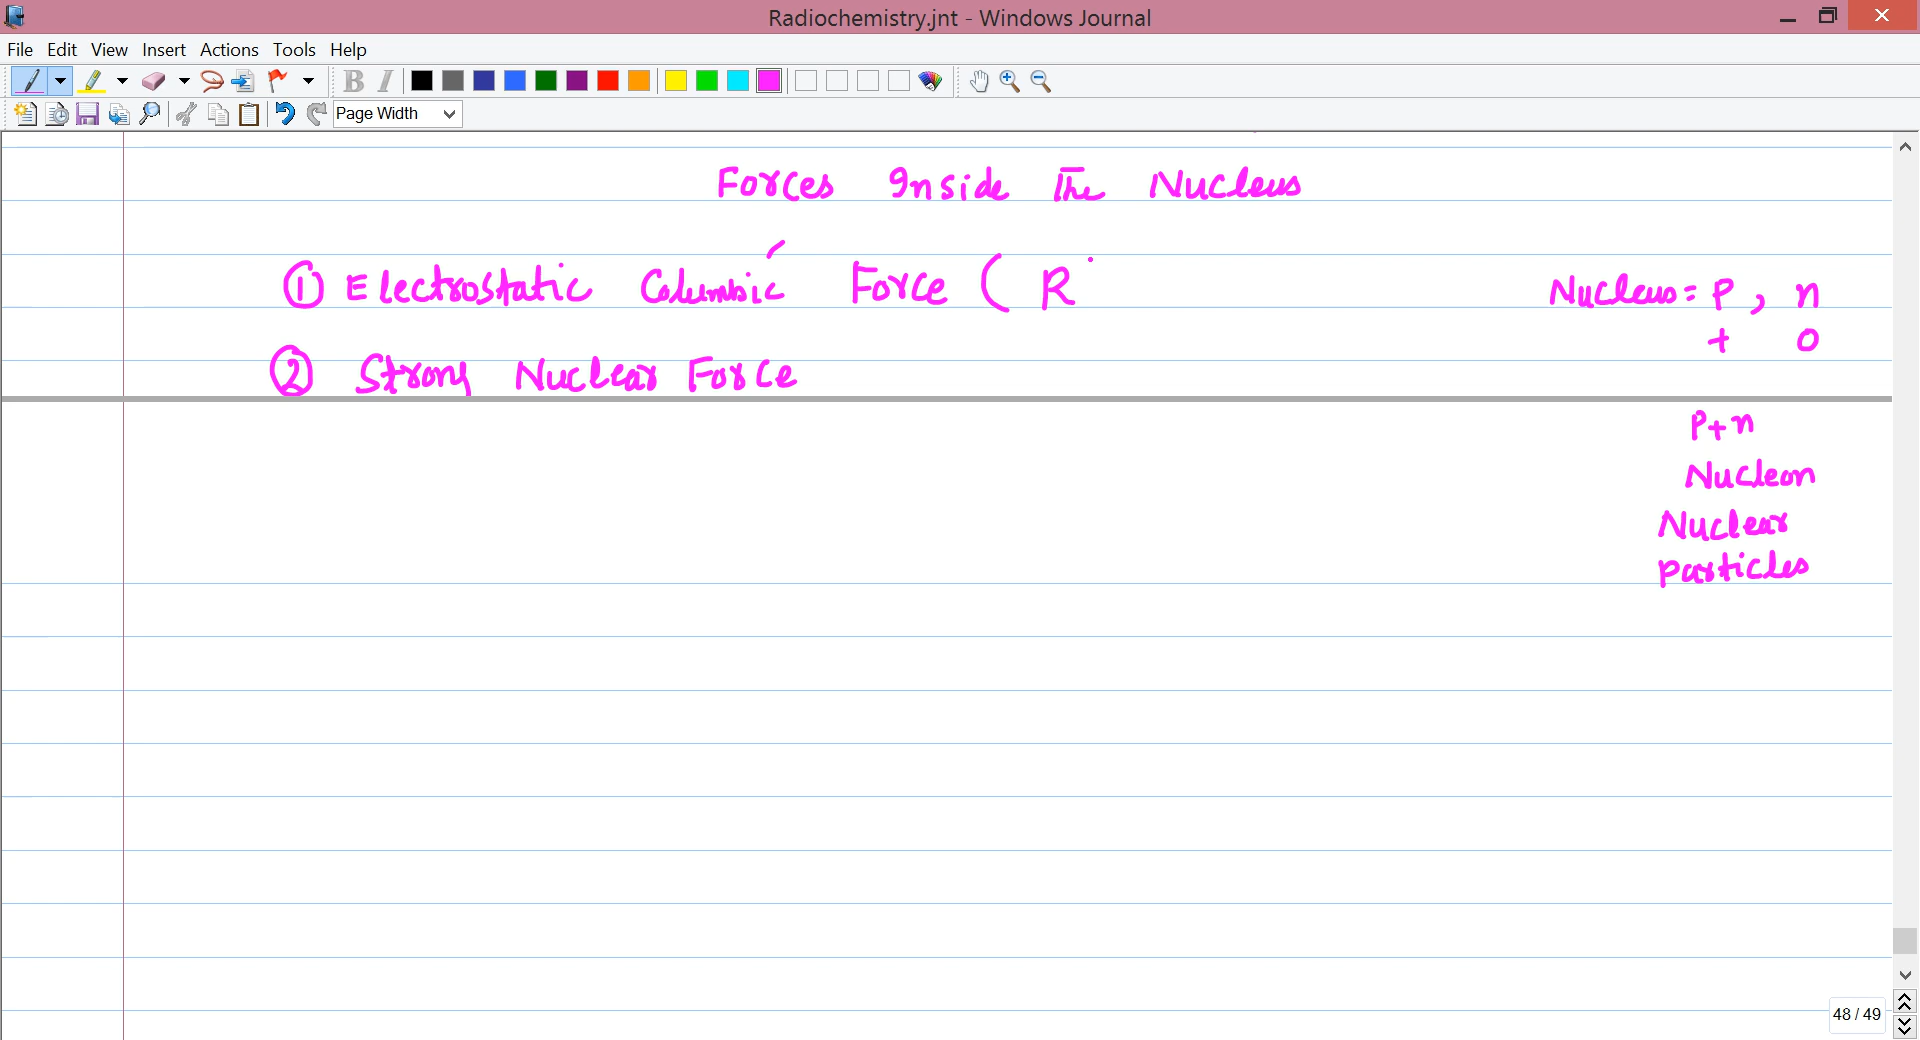 Radiochemistry.jnt - Windows Journal
File Edit View Insert Actions Tools Help
B I
Page Width
Forces Inside The Nucleus
① Electrostatic Columbic Force ( R
Nucleus = P , n
+ 0
② Strong Nuclear Force
P+n
Nucleon
Nuclear
particles
48 / 49